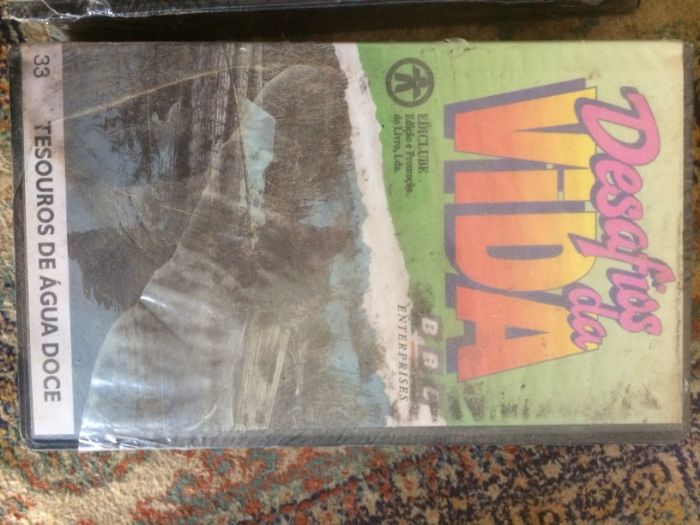 Desafios
da
VIDA
EDICLUBE
Edição e Promoção
do Livro, Lda.
BBC
ENTERPRISES
33
TESOUROS DE ÁGUA DOCE